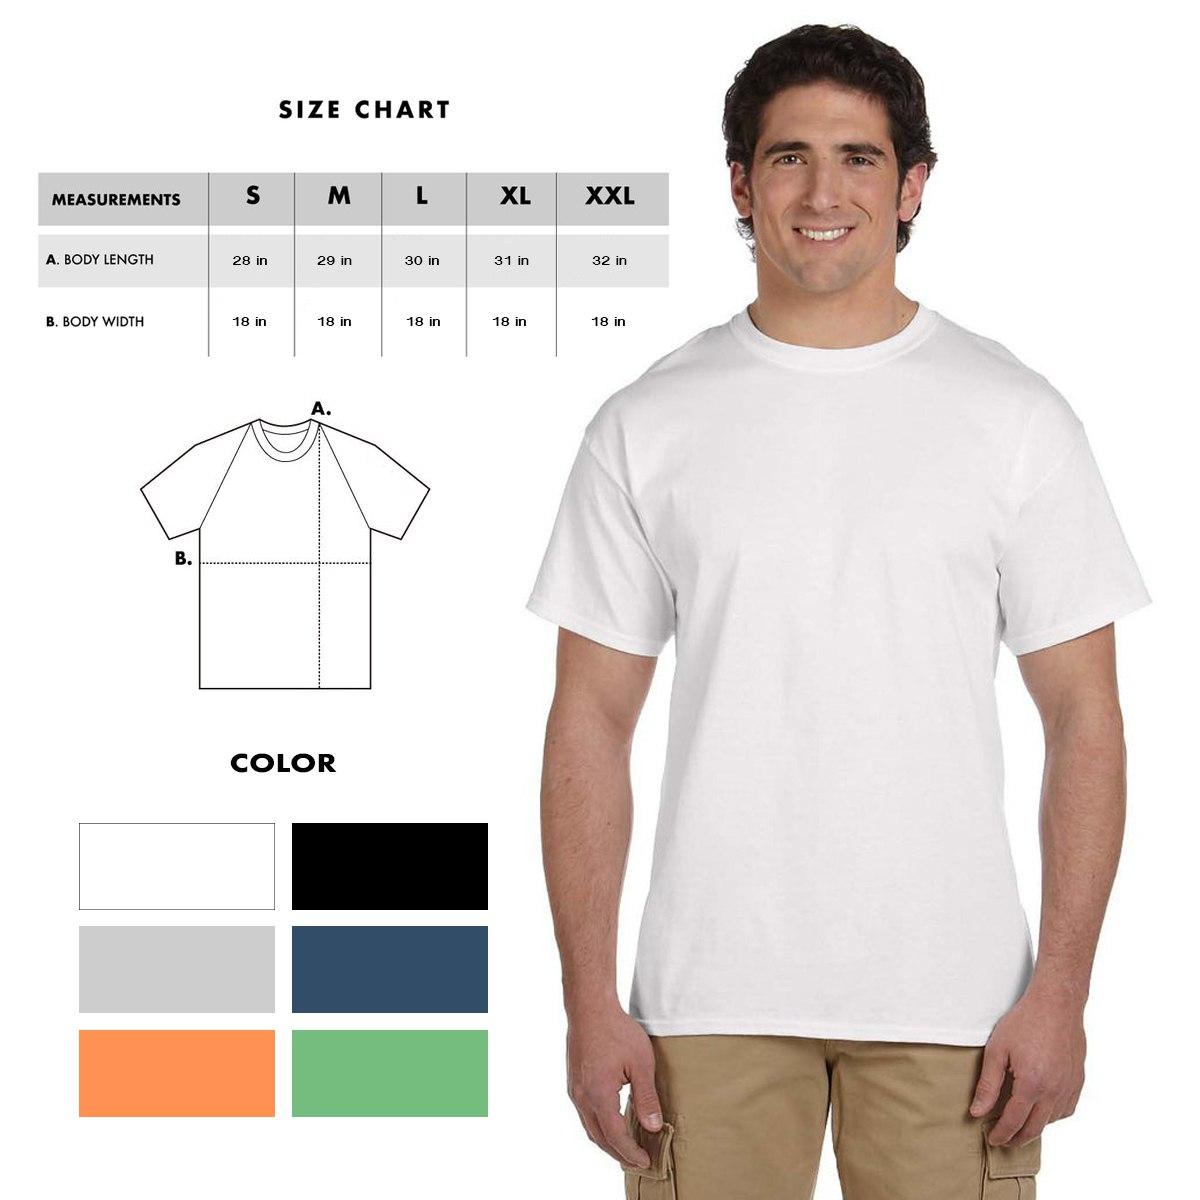 SIZE CHART
MEASUREMENTS S M L XL XXL
A. BODY LENGTH 28 in 29 in 30 in 31 in 32 in
B. BODY WIDTH 18 in 18 in 18 in 18 in 18 in
A.
B.
COLOR